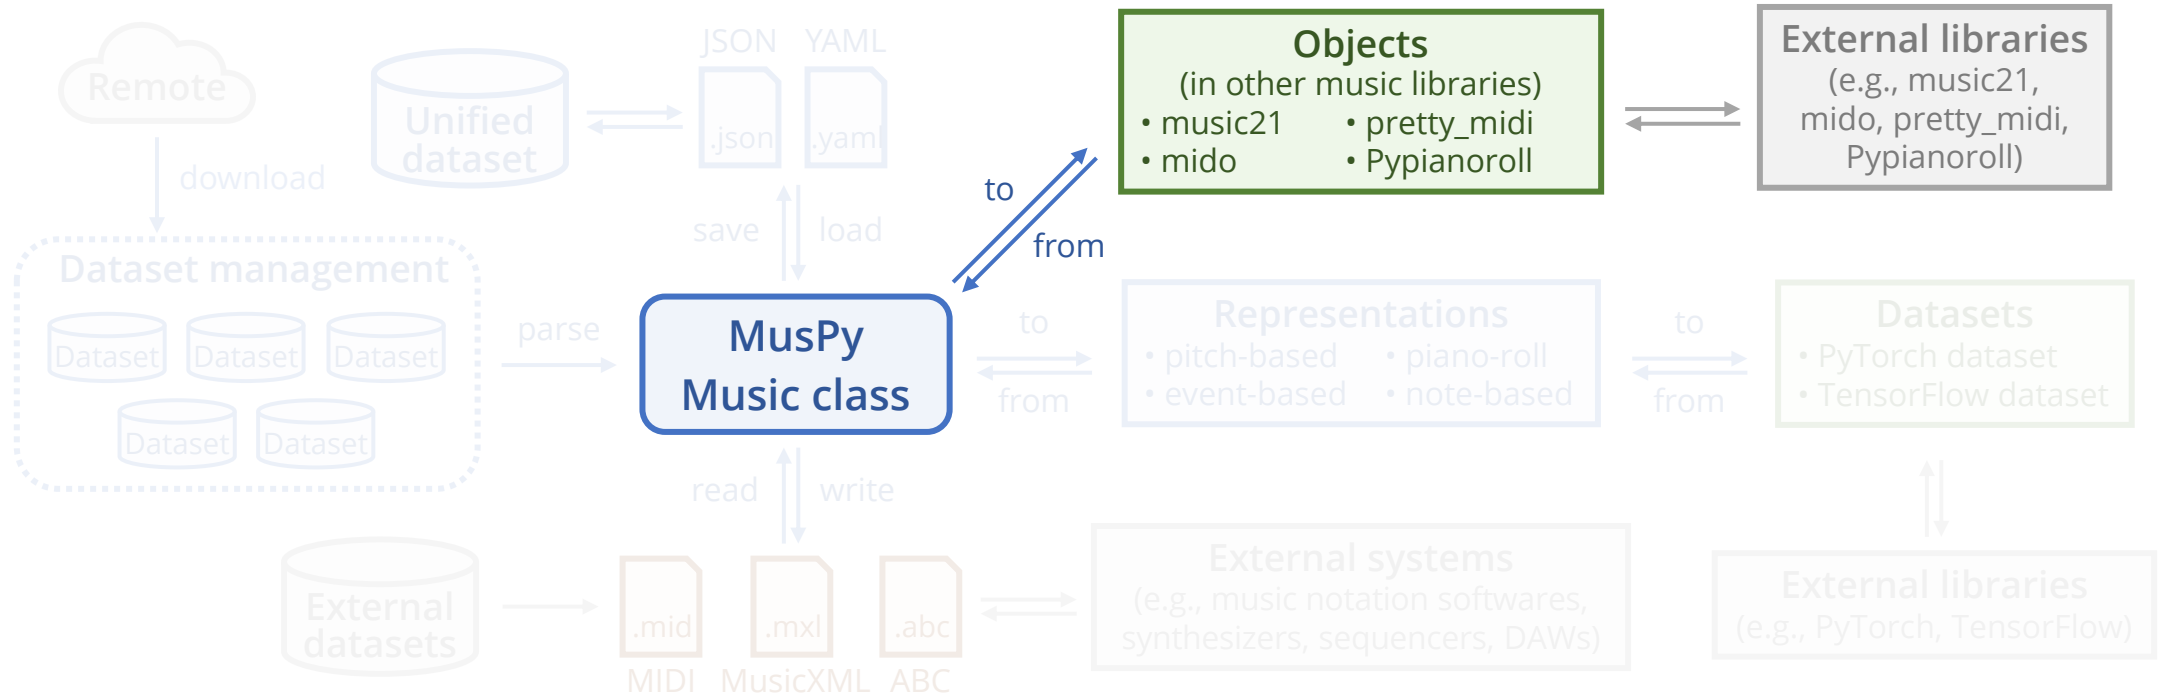 JSON YAML
Remote
.json .yaml
Unified
dataset
download
save load
Objects
(in other music libraries)
• music21 • pretty_midi
• mido • Pypianoroll
External libraries
(e.g., music21,
mido, pretty_midi,
Pypianoroll)
to
from
Dataset management
Dataset Dataset Dataset
Dataset Dataset
parse
MusPy
Music class
to
from
Representations
• pitch-based • piano-roll
• event-based • note-based
to
from
Datasets
• PyTorch dataset
• TensorFlow dataset
read write
External
datasets
.mid .mxl .abc
MIDI MusicXML ABC
External systems
(e.g., music notation softwares,
synthesizers, sequencers, DAWs)
External libraries
(e.g., PyTorch, TensorFlow)